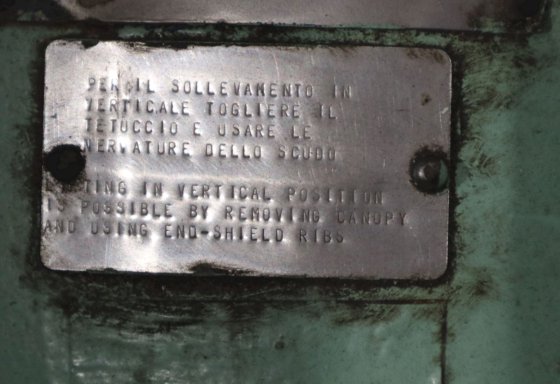 PER IL SOLLEVAMENTO IN
VERTICALE TOGLIERE IL
TETUCCIO E USARE LE
NERVATURE DELLO SCUDO
LIFTING IN VERTICAL POSITION
IS POSSIBLE BY REMOVING CANOPY
AND USING END-SHIELD RIBS